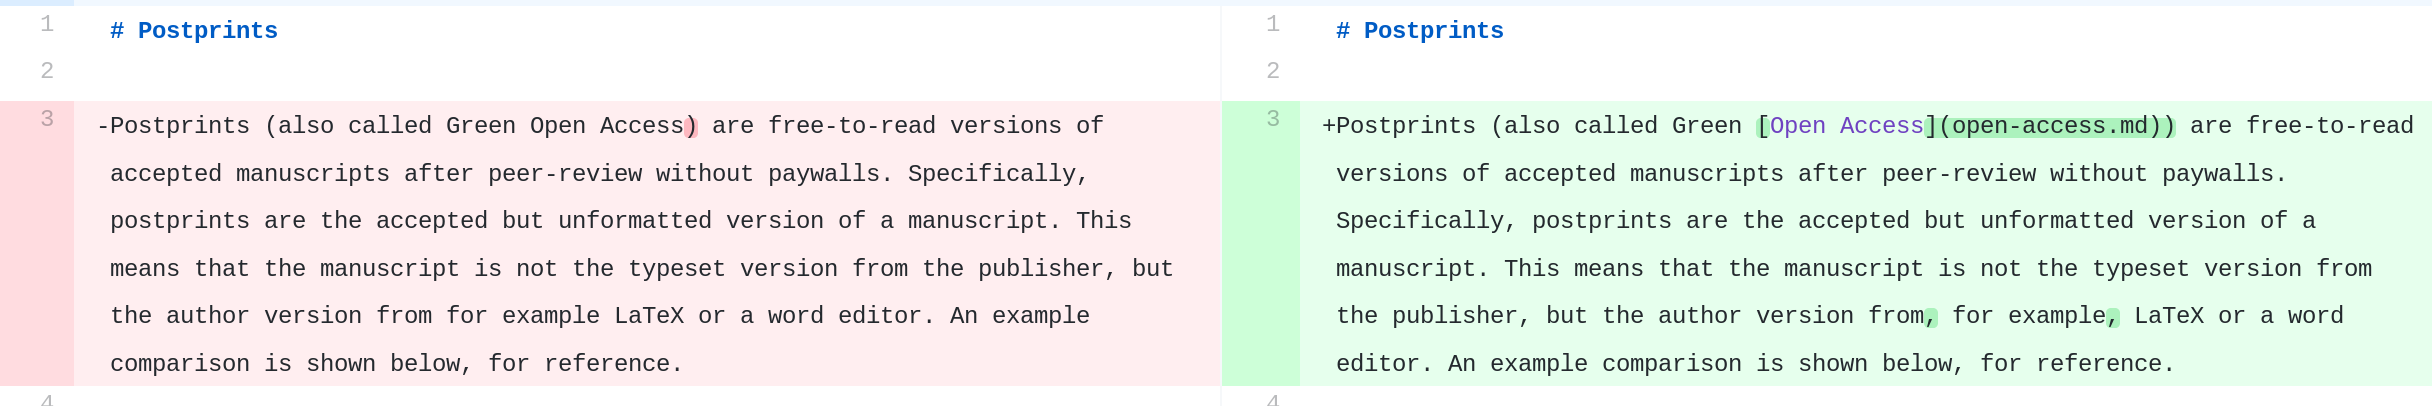 1 # Postprints
2
3 -Postprints (also called Green Open Access) are free-to-read versions of
accepted manuscripts after peer-review without paywalls. Specifically,
postprints are the accepted but unformatted version of a manuscript. This
means that the manuscript is not the typeset version from the publisher, but
the author version from for example LaTeX or a word editor. An example
comparison is shown below, for reference.
4
1 # Postprints
2
3 +Postprints (also called Green [Open Access](open-access.md)) are free-to-read
versions of accepted manuscripts after peer-review without paywalls.
Specifically, postprints are the accepted but unformatted version of a
manuscript. This means that the manuscript is not the typeset version from
the publisher, but the author version from, for example, LaTeX or a word
editor. An example comparison is shown below, for reference.
4